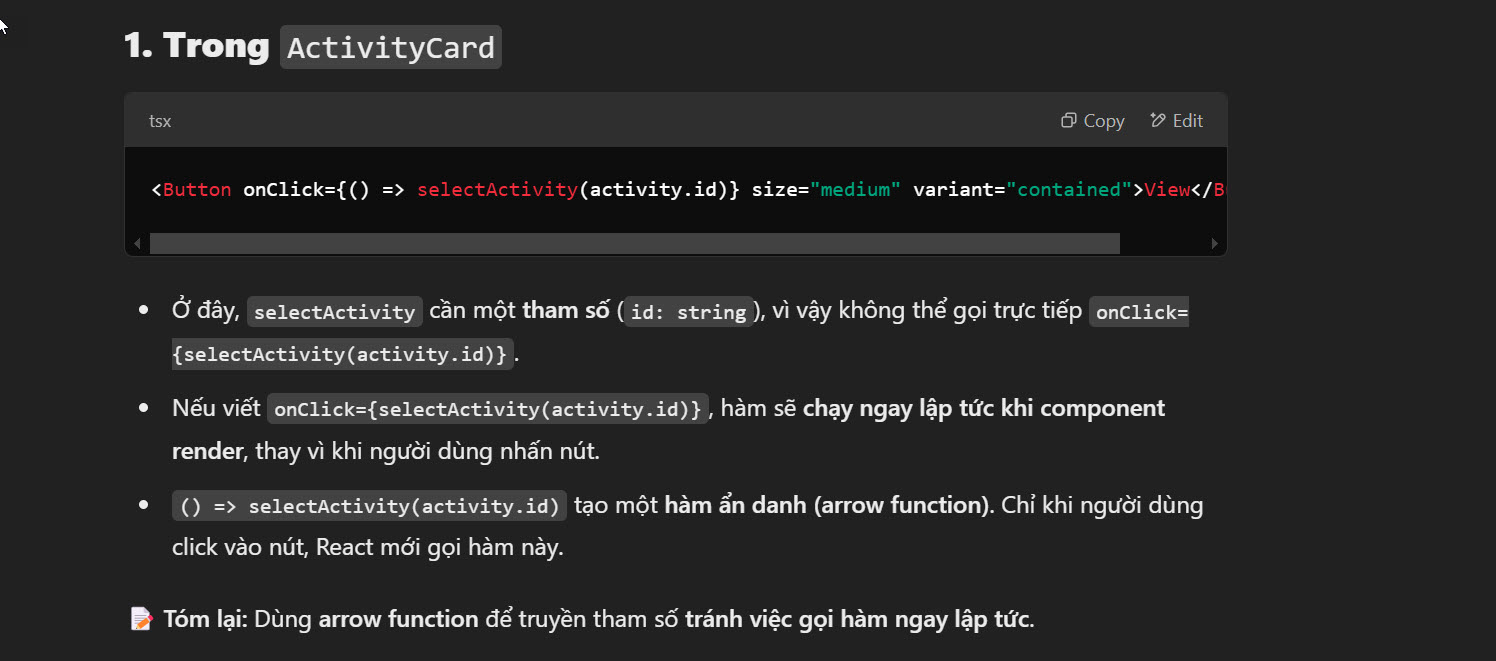 1. Trong ActivityCard
tsx
Copy
Edit
<Button onClick={() => selectActivity(activity.id)} size="medium" variant="contained">View</B
Ở đây, selectActivity cần một tham số (id: string), vì vậy không thể gọi trực tiếp onClick=
{selectActivity(activity.id)}.
Nếu viết onClick={selectActivity(activity.id)}, hàm sẽ chạy ngay lập tức khi component
render, thay vì khi người dùng nhấn nút.
() => selectActivity(activity.id) tạo một hàm ẩn danh (arrow function). Chỉ khi người dùng
click vào nút, React mới gọi hàm này.
📝 Tóm lại: Dùng arrow function để truyền tham số tránh việc gọi hàm ngay lập tức.